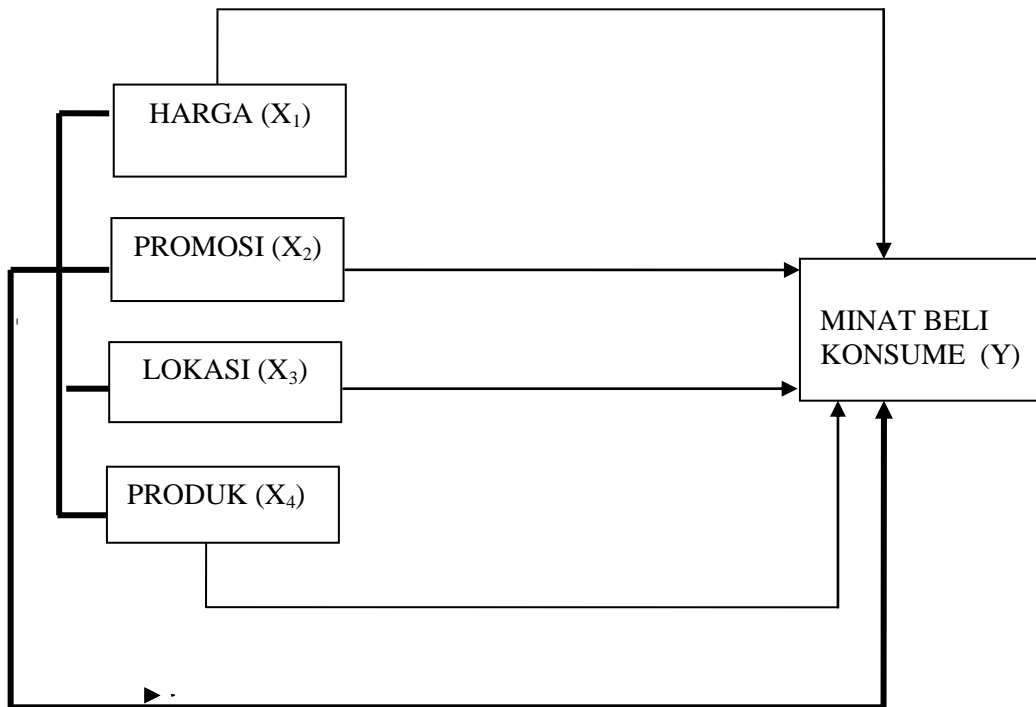 HARGA (X₁)
PROMOSI (X₂)
LOKASI (X₃)
PRODUK (X₄)
MINAT BELI
KONSUME (Y)